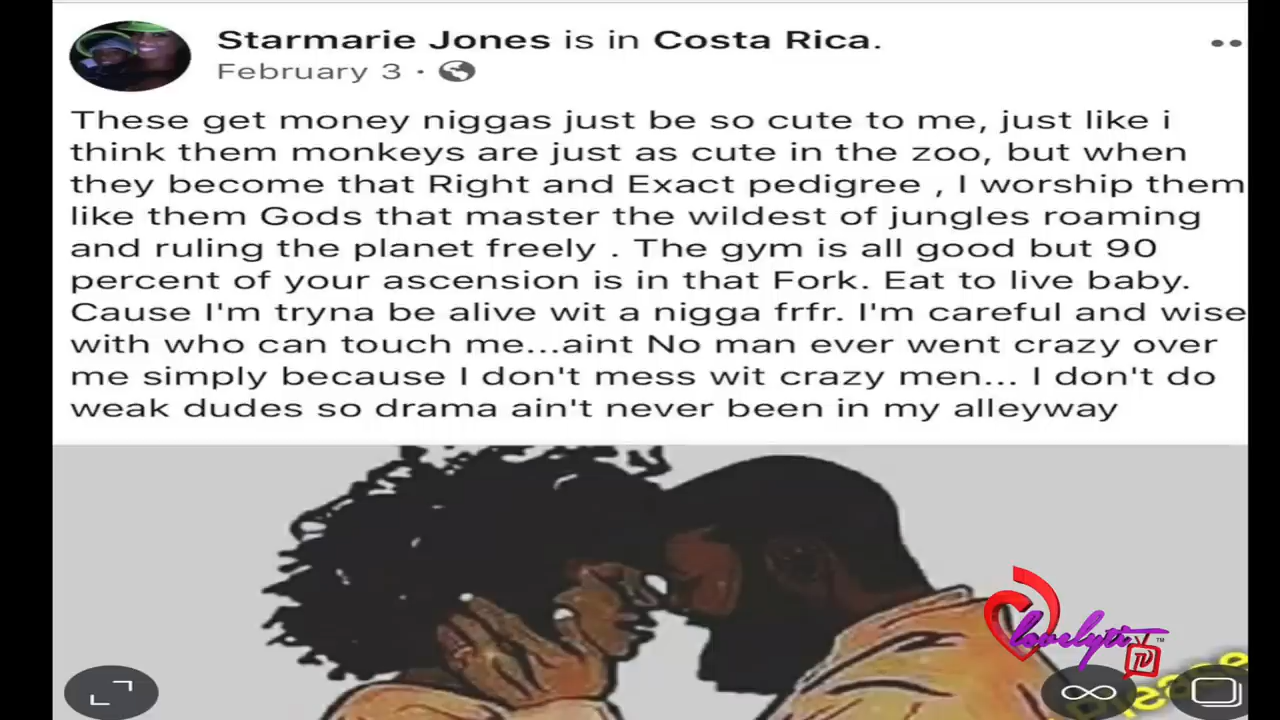 Starmarie Jones is in Costa Rica.
February 3 ·
These get money niggas just be so cute to me, just like i
think them monkeys are just as cute in the zoo, but when
they become that Right and Exact pedigree , I worship them
like them Gods that master the wildest of jungles roaming
and ruling the planet freely . The gym is all good but 90
percent of your ascension is in that Fork. Eat to live baby.
Cause I'm tryna be alive wit a nigga frfr. I'm careful and wise
with who can touch me...aint No man ever went crazy over
me simply because I don't mess wit crazy men... I don't do
weak dudes so drama ain't never been in my alleyway
lovelyti
TV